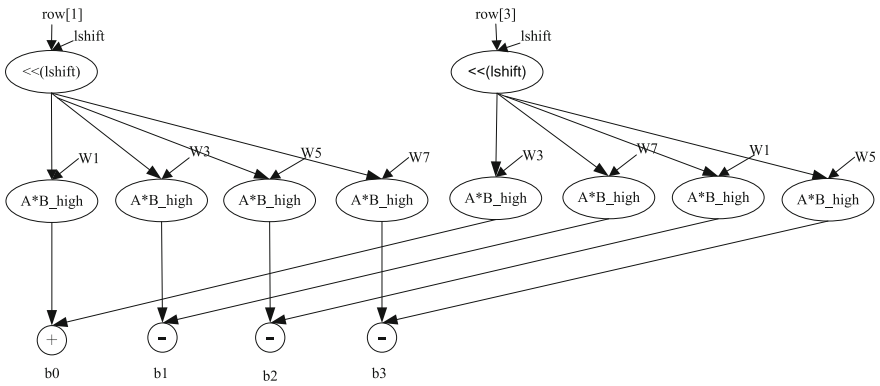 row[1] row[3]
lshift lshift
<<(lshift) <<(lshift)
W1 W3 W5 W7 W3 W7 W1 W5
A*B_high A*B_high A*B_high A*B_high A*B_high A*B_high A*B_high A*B_high
+ - - -
b0 b1 b2 b3